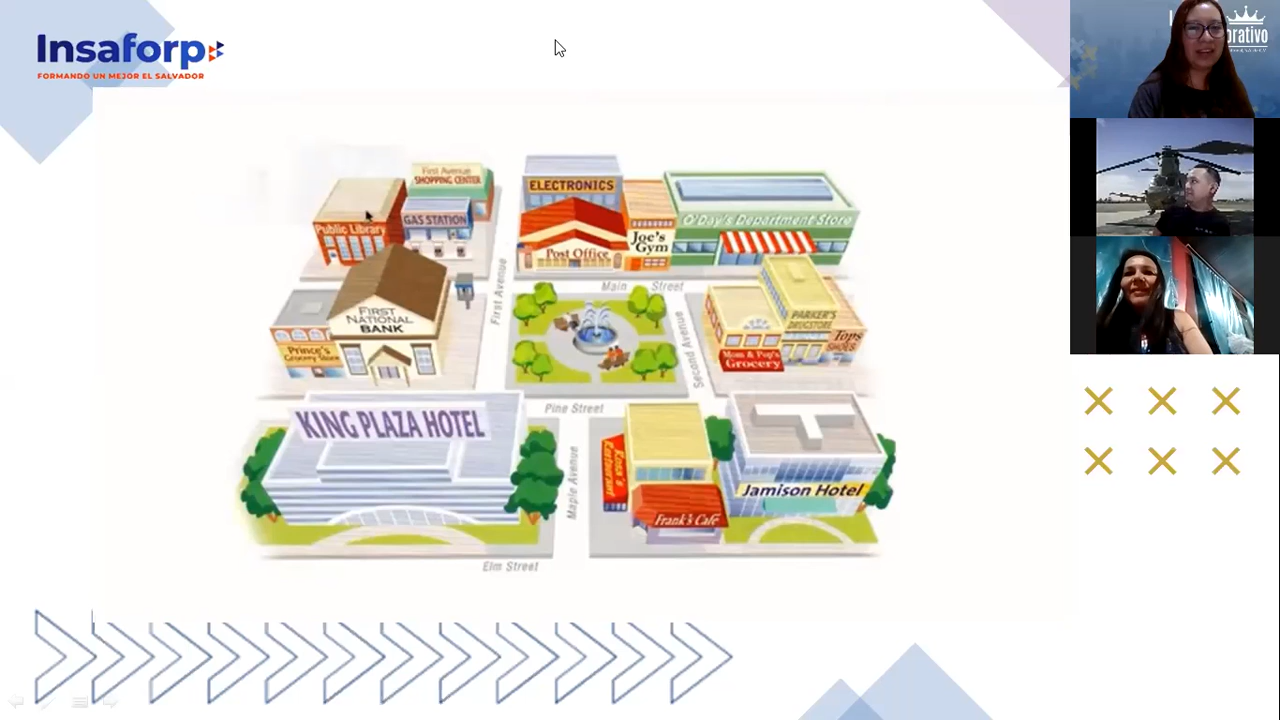 Insaforp
FORMANDO UN MEJOR EL SALVADOR
orativo
First Avenue
SHOPPING CENTER
GAS STATION
Public Library
ELECTRONICS
Post Office
Joe's
Gym
O'Day's Department Store
Main Street
First Avenue
FIRST
NATIONAL
BANK
Prince's
Grocery Store
Second Avenue
PARKER'S
DRUGSTORE
Tops
SHOES
Mom & Pop's
Grocery
KING PLAZA HOTEL
Pine Street
Maple Avenue
Restaurant
Frank's Café
Jamison Hotel
Elm Street